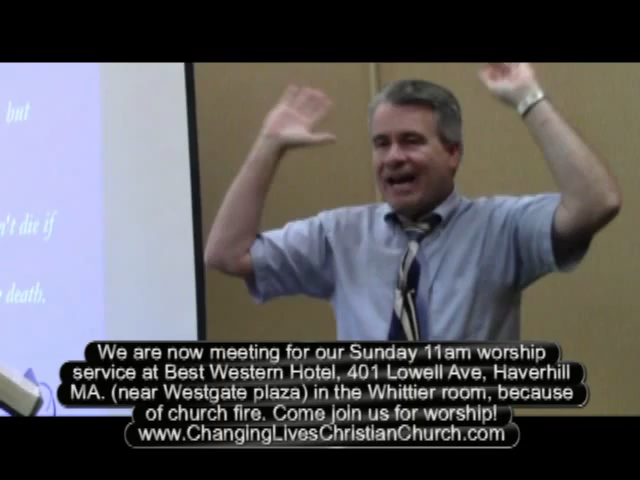 but
n't die if
death.
We are now meeting for our Sunday 11am worship
service at Best Western Hotel, 401 Lowell Ave, Haverhill
MA. (near Westgate plaza) in the Whittier room, because
of church fire. Come join us for worship!
www.ChangingLivesChristianChurch.com